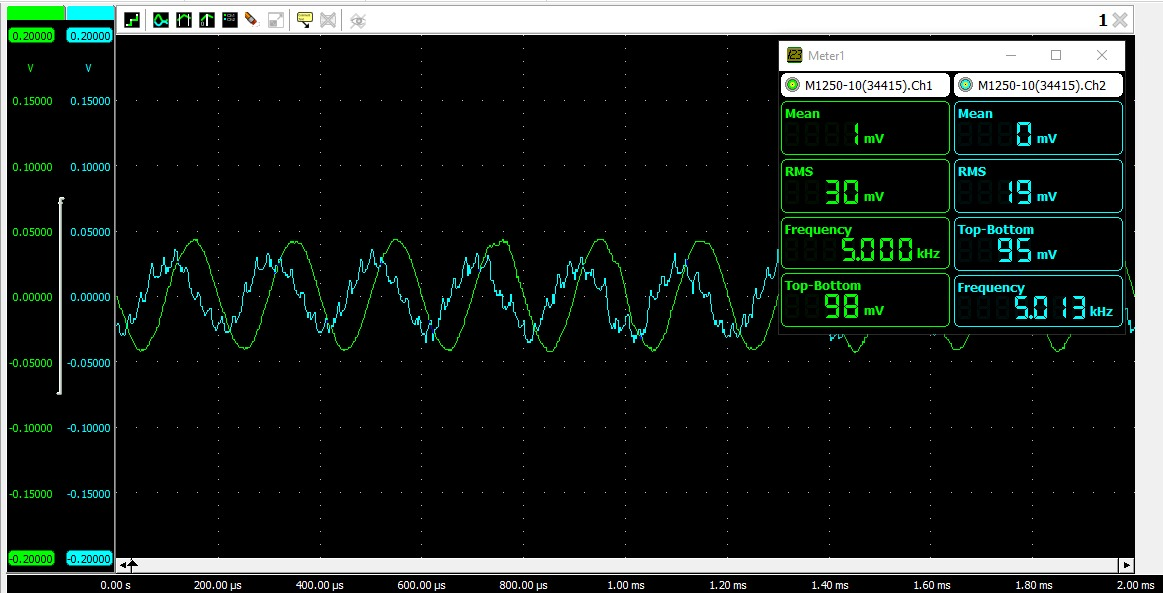 1
0.20000 0.20000
V V
0.15000 0.15000
0.10000 0.10000
0.05000 0.05000
0.00000 0.00000
-0.05000 -0.05000
-0.10000 -0.10000
-0.15000 -0.15000
-0.20000 -0.20000
0.00 s 200.00 µs 400.00 µs 600.00 µs 800.00 µs 1.00 ms 1.20 ms 1.40 ms 1.60 ms 1.80 ms 2.00 ms
123 Meter1
M1250-10(34415).Ch1 M1250-10(34415).Ch2
Mean Mean
1 mV 0 mV
RMS RMS
30 mV 19 mV
Frequency Top-Bottom
5.000 kHz 95 mV
Top-Bottom Frequency
98 mV 5.013 kHz